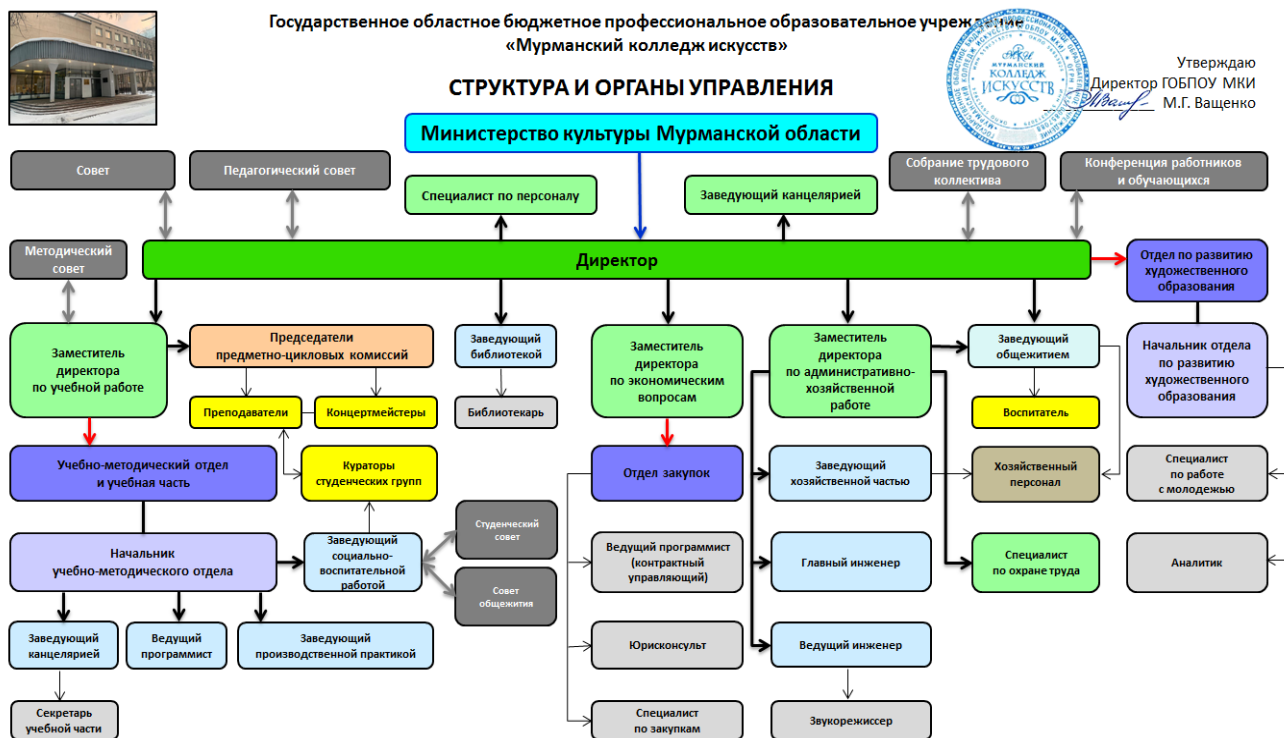 Государственное областное бюджетное профессиональное образовательное учреждение
«Мурманский колледж искусств»
СТРУКТУРА И ОРГАНЫ УПРАВЛЕНИЯ
МУРМАНСКИЙ
КОЛЛЕДЖ
ИСКУССТВ
Утверждаю
Директор ГОБПОУ МКИ
М.Г. Ващенко
Министерство культуры Мурманской области
Совет
Педагогический совет
Специалист по персоналу
Заведующий канцелярией
Собрание трудового
коллектива
Конференция работников
и обучающихся
Методический
совет
Директор
Отдел по развитию
художественного
образования
Заместитель
директора
по учебной работе
Председатели
предметно-цикловых комиссий
Заведующий
библиотекой
Заместитель
директора
по экономическим
вопросам
Заместитель
директора
по административно-
хозяйственной
работе
Заведующий
общежитием
Начальник отдела
по развитию
художественного
образования
Преподаватели
Концертмейстеры
Библиотекарь
Воспитатель
Учебно-методический отдел
и учебная часть
Кураторы
студенческих групп
Отдел закупок
Заведующий
хозяйственной частью
Хозяйственный
персонал
Специалист
по работе
с молодежью
Начальник
учебно-методического отдела
Заведующий
социально-
воспитательной
работой
Студенческий
совет
Совет
общежития
Ведущий программист
(контрактный
управляющий)
Главный инженер
Специалист
по охране труда
Аналитик
Заведующий
канцелярией
Ведущий
программист
Заведующий
производственной практикой
Юрисконсульт
Ведущий инженер
Секретарь
учебной части
Специалист
по закупкам
Звукорежиссер